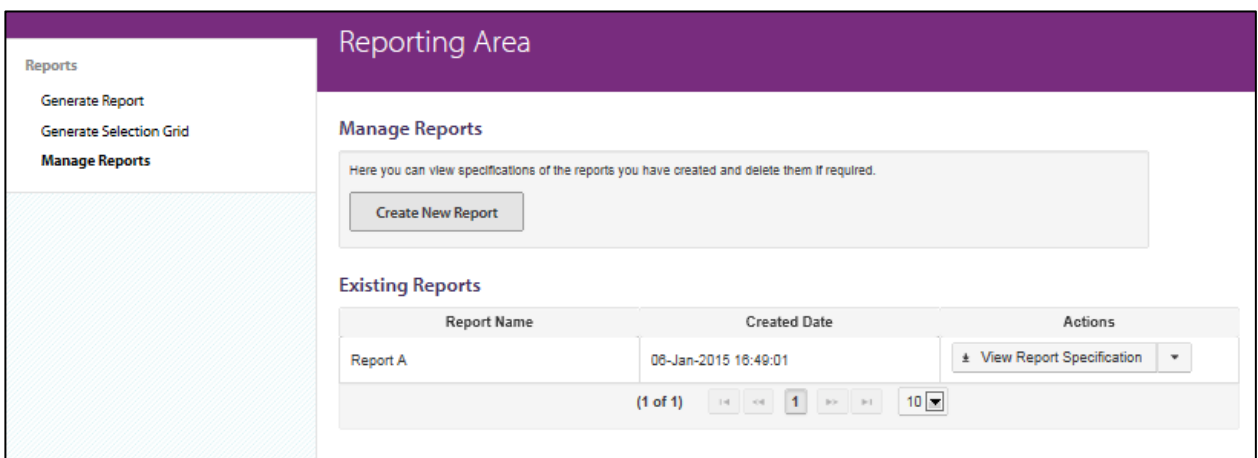 Reporting Area
Reports
Generate Report
Generate Selection Grid
Manage Reports
Manage Reports
Here you can view specifications of the reports you have created and delete them if required.
Create New Report
Existing Reports
Report Name Created Date Actions
Report A 06-Jan-2015 16:49:01 View Report Specification
(1 of 1) 1 10